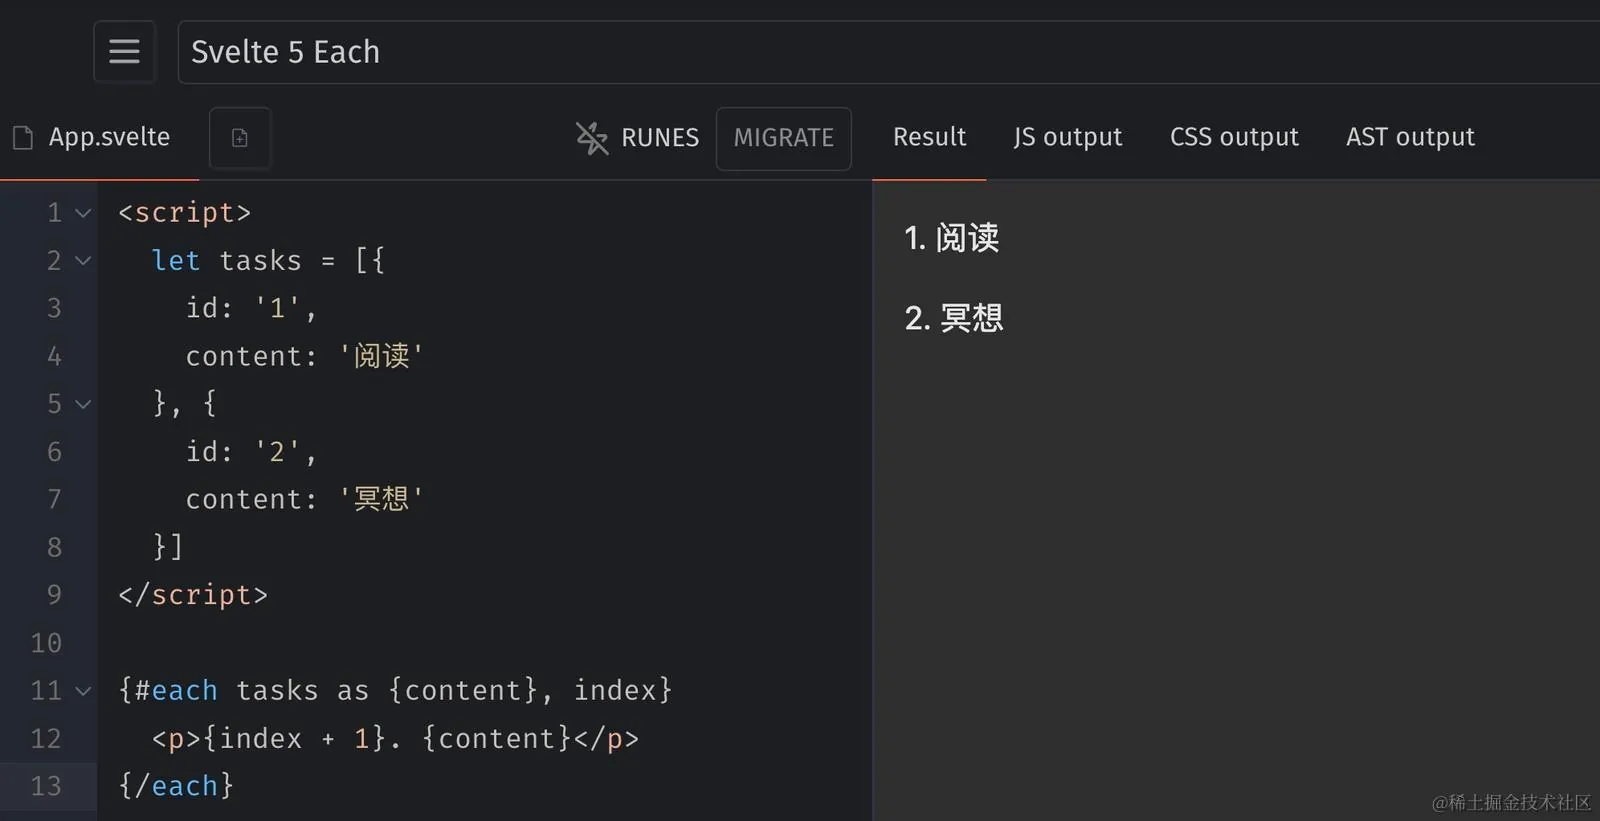 Svelte 5 Each
App.svelte
RUNES
MIGRATE
Result
JS output
CSS output
AST output
1 <script>
2   let tasks = [{
3     id: '1',
4     content: '阅读'
5   }, {
6     id: '2',
7     content: '冥想'
8   }]
9 </script>
10
11 {#each tasks as {content}, index}
12   <p>{index + 1}. {content}</p>
13 {/each}
1. 阅读
2. 冥想
@稀土掘金技术社区